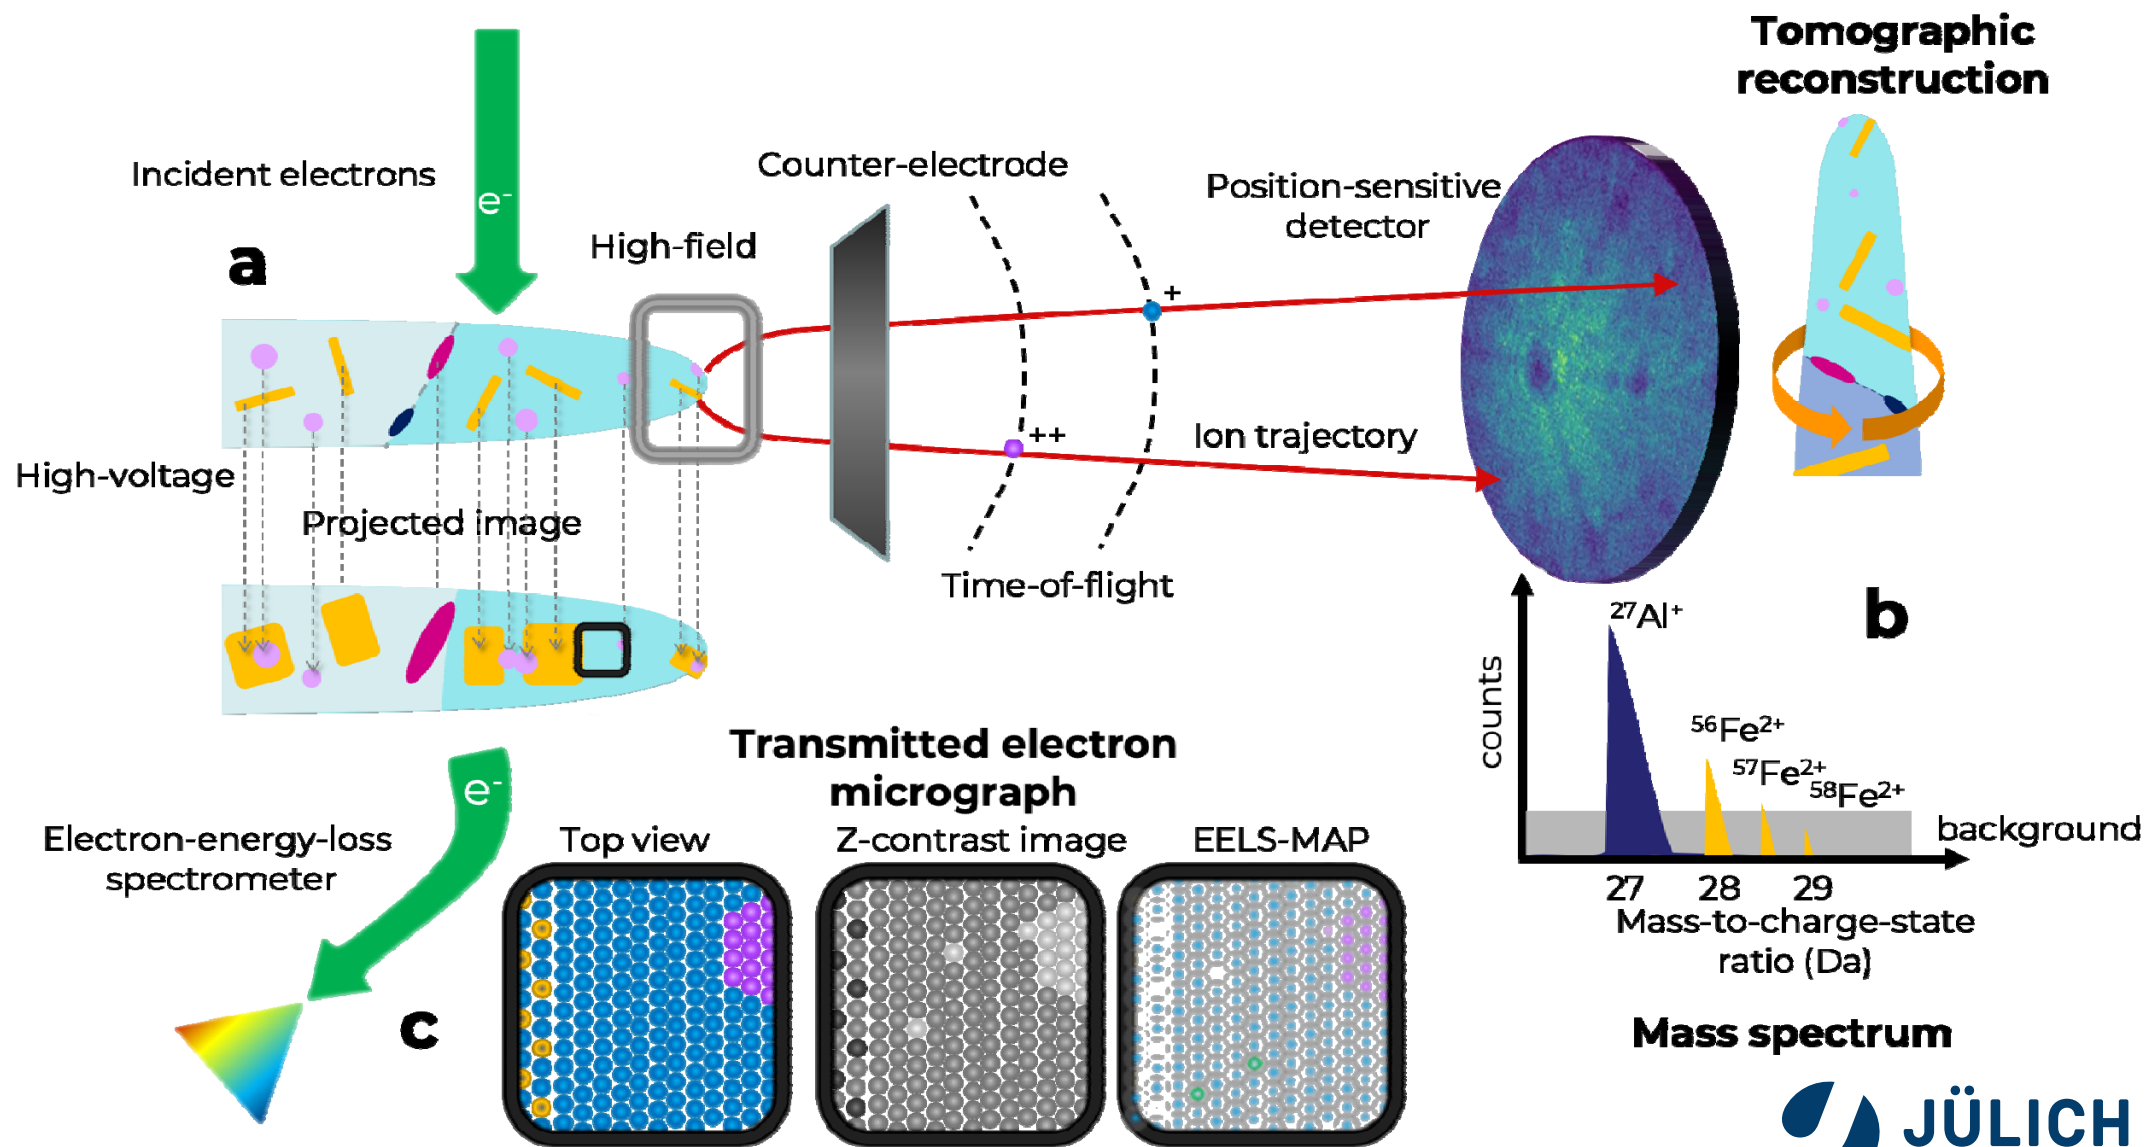 Tomographic
reconstruction
Incident electrons
e-
Counter-electrode
Position-sensitive
detector
High-field
a
+
++
Ion trajectory
High-voltage
Projected image
Time-of-flight
b
27Al+
counts
56Fe2+
57Fe2+
58Fe2+
background
27 28 29
Mass-to-charge-state
ratio (Da)
Mass spectrum
Transmitted electron
micrograph
e-
Electron-energy-loss
spectrometer
Top view
Z-contrast image
EELS-MAP
c
JÜLICH